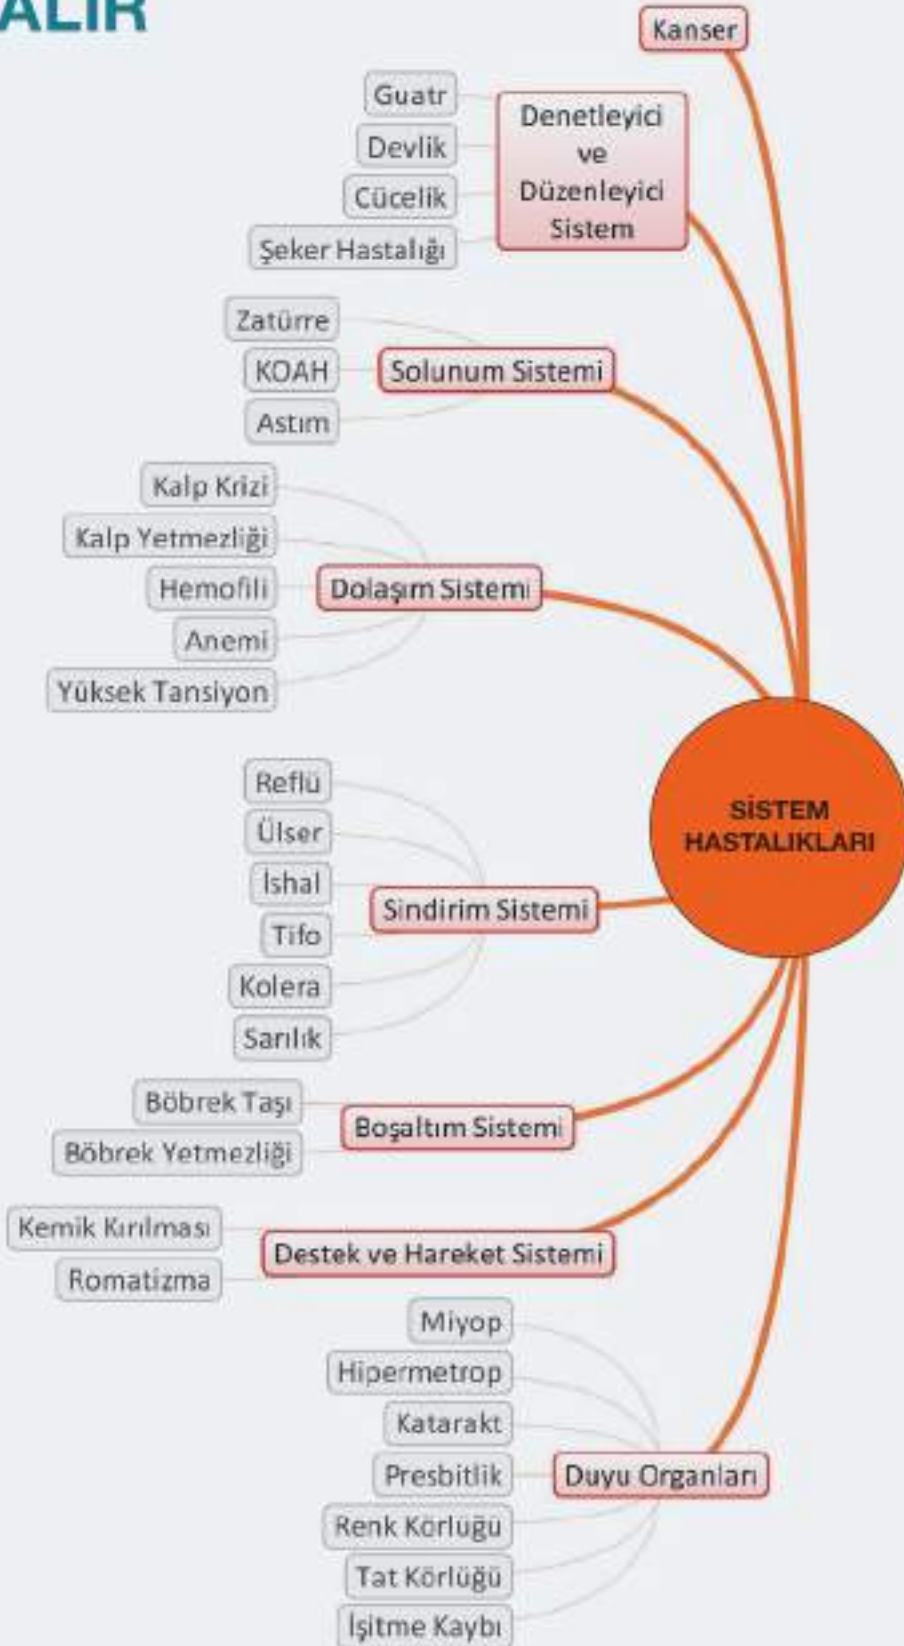 ALIR
Kanser
Guatr
Devlik
Cücelik
Şeker Hastalığı
Denetleyici
ve
Düzenleyici
Sistem
Zatürre
KOAH
Astım
Solunum Sistemi
Kalp Krizi
Kalp Yetmezliği
Hemofili
Anemi
Yüksek Tansiyon
Dolaşım Sistemi
SİSTEM
HASTALIKLARI
Reflü
Ülser
İshal
Tifo
Kolera
Sarılık
Sindirim Sistemi
Böbrek Taşı
Böbrek Yetmezliği
Boşaltım Sistemi
Kemik Kırılması
Romatizma
Destek ve Hareket Sistemi
Miyop
Hipermetrop
Katarakt
Presbitlik
Renk Körlüğü
Tat Körlüğü
İşitme Kaybı
Duyu Organları